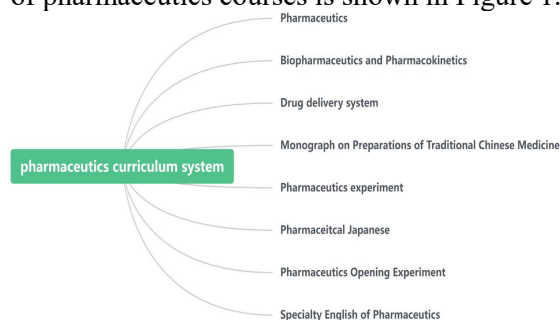 of pharmaceutics courses is shown in Figure 1.
Pharmaceutics
Biopharmaceutics and Pharmacokinetics
Drug delivery system
Monograph on Preparations of Traditional Chinese Medicine
pharmaceutics curriculum system
Pharmaceutics experiment
Pharmaceitcal Japanese
Pharmaceutics Opening Experiment
Specialty English of Pharmaceutics